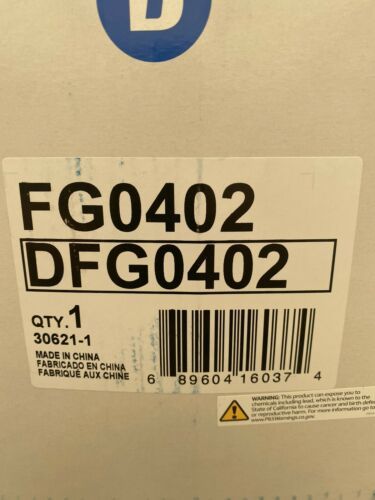 D
FG0402
DFG0402
QTY.1
30621-1
MADE IN CHINA
FABRICADO EN CHINA
FABRIQUÉ AUX CHINE
6 89604 16037 4
WARNING: This product can expose you to
chemicals including lead, which is known to the
State of California to cause cancer and birth defe
or reproductive harm. For more information go to
www.P65Warnings.ca.gov.